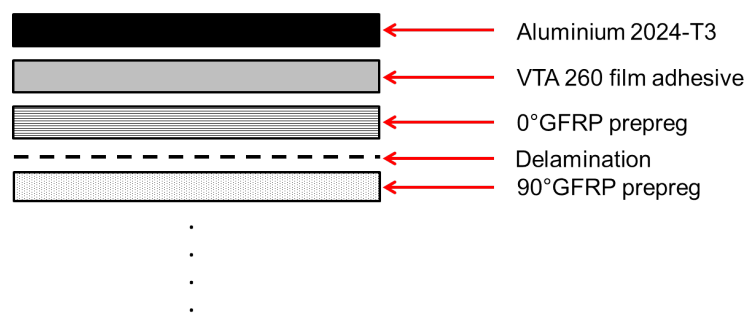 Aluminium 2024-T3
VTA 260 film adhesive
0°GFRP prepreg
Delamination
90°GFRP prepreg